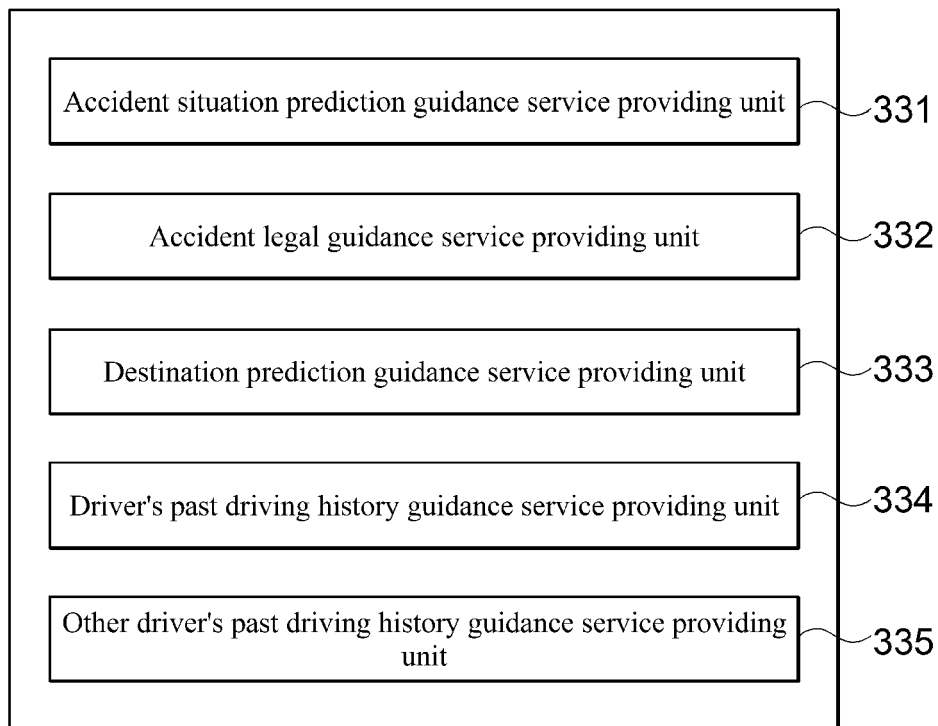 Accident situation prediction guidance service providing unit
331
Accident legal guidance service providing unit
332
Destination prediction guidance service providing unit
333
Driver's past driving history guidance service providing unit
334
Other driver's past driving history guidance service providing
unit
335